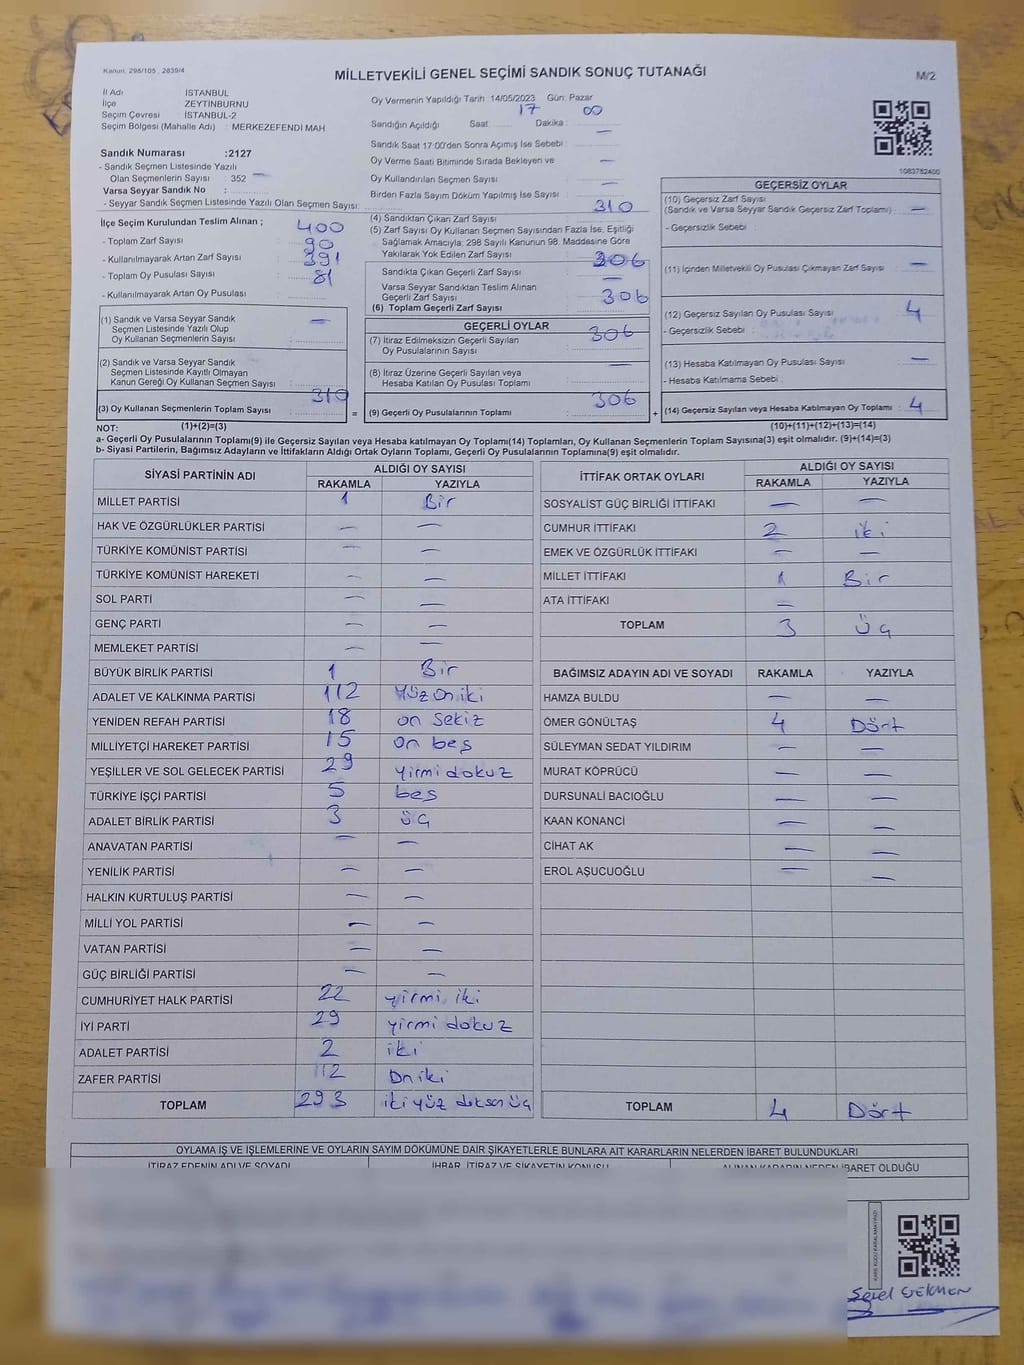 Kanun, 298/105 , 2839/4
MİLLETVEKİLİ GENEL SEÇİMİ SANDIK SONUÇ TUTANAĞI
M/2
İl Adı İSTANBUL
İlçe ZEYTİNBURNU
Seçim Çevresi İSTANBUL-2
Seçim Bölgesi (Mahalle Adı) : MERKEZEFENDİ MAH.
Sandık Numarası :2127
- Sandık Seçmen Listesinde Yazılı
Olan Seçmenlerin Sayısı : 352 —
Varsa Seyyar Sandık No :
- Seyyar Sandık Seçmen Listesinde Yazılı Olan Seçmen Sayısı:
Oy Vermenin Yapıldığı Tarih :14/05/2023 Gün: Pazar
Sandığın Açıldığı Saat : 17 Dakika : 00
Sandık Saat 17:00'den Sonra Açımış İse Sebebi : —
Oy Verme Saati Bitiminde Sırada Bekleyen ve
Oy Kullandırılan Seçmen Sayısı : —
Birden Fazla Sayım Döküm Yapılmış İse Sayısı : —
1083782400
İlçe Seçim Kurulundan Teslim Alınan ;
- Toplam Zarf Sayısı : 400
- Kullanılmayarak Artan Zarf Sayısı : 90
- Toplam Oy Pusulası Sayısı : 391
- Kullanılmayarak Artan Oy Pusulası : 81
(4) Sandıktan Çıkan Zarf Sayısı : 310
(5) Zarf Sayısı Oy Kullanan Seçmen Sayısından Fazla İse, Eşitliği
Sağlamak Amacıyla, 298 Sayılı Kanunun 98. Maddesine Göre
Yakılarak Yok Edilen Zarf Sayısı :
Sandıkta Çıkan Geçerli Zarf Sayısı : 306
Varsa Seyyar Sandıktan Teslim Alınan
Geçerli Zarf Sayısı : —
(6) Toplam Geçerli Zarf Sayısı : 306
GEÇERSİZ OYLAR
(10) Geçersiz Zarf Sayısı
(Sandık ve Varsa Seyyar Sandık Geçersiz Zarf Toplamı) : —
- Geçersizlik Sebebi :
(11) İçinden Milletvekili Oy Pusulası Çıkmayan Zarf Sayısı : —
(12) Geçersiz Sayılan Oy Pusulası Sayısı : 4
- Geçersizlik Sebebi :
(13) Hesaba Katılmayan Oy Pusulası Sayısı : —
- Hesaba Katılmama Sebebi :
(14) Geçersiz Sayılan veya Hesaba Katılmayan Oy Toplamı : 4
(1) Sandık ve Varsa Seyyar Sandık
Seçmen Listesinde Yazılı Olup
Oy Kullanan Seçmenlerin Sayısı : —
(2) Sandık ve Varsa Seyyar Sandık
Seçmen Listesinde Kayıtlı Olmayan
Kanun Gereği Oy Kullanan Seçmen Sayısı :
(3) Oy Kullanan Seçmenlerin Toplam Sayısı : 310
=
GEÇERLİ OYLAR
(7) İtiraz Edilmeksizin Geçerli Sayılan
Oy Pusulalarının Sayısı : 306
(8) İtiraz Üzerine Geçerli Sayılan veya
Hesaba Katılan Oy Pusulası Toplamı : —
(9) Geçerli Oy Pusulalarının Toplamı : 306
+
NOT: (1)+(2)=(3) (10)+(11)+(12)+(13)=(14)
a- Geçerli Oy Pusulalarının Toplamı(9) ile Geçersiz Sayılan veya Hesaba katılmayan Oy Toplamı(14) Toplamları, Oy Kullanan Seçmenlerin Toplam Sayısına(3) eşit olmalıdır. (9)+(14)=(3)
b- Siyasi Partilerin, Bağımsız Adayların ve İttifakların Aldığı Ortak Oyların Toplamı, Geçerli Oy Pusulalarının Toplamına(9) eşit olmalıdır.
SİYASİ PARTİNİN ADI ALDIĞI OY SAYISI
RAKAMLA YAZIYLA
MİLLET PARTİSİ 1 Bir
HAK VE ÖZGÜRLÜKLER PARTİSİ — —
TÜRKİYE KOMÜNİST PARTİSİ — —
TÜRKİYE KOMÜNİST HAREKETİ — —
SOL PARTİ — —
GENÇ PARTİ — —
MEMLEKET PARTİSİ — —
BÜYÜK BİRLİK PARTİSİ 1 Bir
ADALET VE KALKINMA PARTİSİ 112 Yüzoniki
YENİDEN REFAH PARTİSİ 18 on sekiz
MİLLİYETÇİ HAREKET PARTİSİ 15 on beş
YEŞİLLER VE SOL GELECEK PARTİSİ 29 yirmi dokuz
TÜRKİYE İŞÇİ PARTİSİ 5 beş
ADALET BİRLİK PARTİSİ 3 üç
ANAVATAN PARTİSİ — —
YENİLİK PARTİSİ — —
HALKIN KURTULUŞ PARTİSİ — —
MİLLİ YOL PARTİSİ — —
VATAN PARTİSİ — —
GÜÇ BİRLİĞİ PARTİSİ — —
CUMHURİYET HALK PARTİSİ 22 yirmi iki
İYİ PARTİ 29 yirmi dokuz
ADALET PARTİSİ 2 iki
ZAFER PARTİSİ 112 Oniki
TOPLAM 293 iki yüz doksan üç
İTTİFAK ORTAK OYLARI ALDIĞI OY SAYISI
RAKAMLA YAZIYLA
SOSYALİST GÜÇ BİRLİĞİ İTTİFAKI — —
CUMHUR İTTİFAKI 2 iki
EMEK VE ÖZGÜRLÜK İTTİFAKI — —
MİLLET İTTİFAKI 1 Bir
ATA İTTİFAKI —
TOPLAM 3 üç
BAĞIMSIZ ADAYIN ADI VE SOYADI RAKAMLA YAZIYLA
HAMZA BULDU — —
ÖMER GÖNÜLTAŞ 4 Dört
SÜLEYMAN SEDAT YILDIRIM — —
MURAT KÖPRÜCÜ — —
DURSUNALİ BACIOĞLU — —
KAAN KONANCİ — —
CİHAT AK — —
EROL AŞUCUOĞLU — —
TOPLAM 4 Dört
OYLAMA İŞ VE İŞLEMLERİNE VE OYLARIN SAYIM DÖKÜMÜNE DAİR ŞİKAYETLERLE BUNLARA AİT KARARLARIN NELERDEN İBARET BULUNDUKLARI
İTİRAZ EDENİN ADI VE SOYADI İHBAR, İTİRAZ VE ŞİKAYETİN KONUSU ALINAN KARARIN NEDEN İBARET OLDUĞU